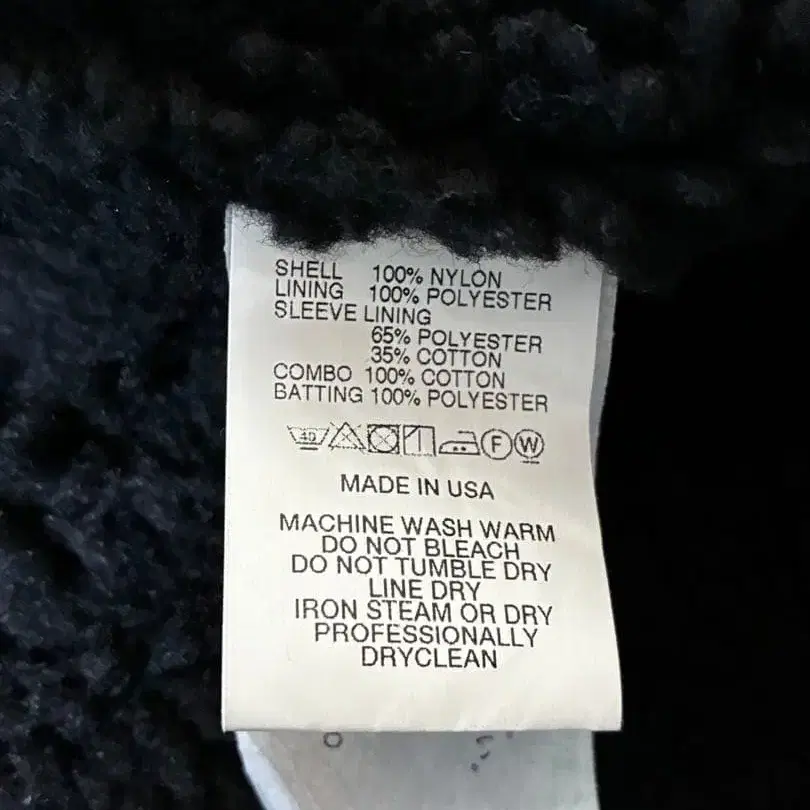 SHELL 100% NYLON
LINING 100% POLYESTER
SLEEVE LINING
65% POLYESTER
35% COTTON
COMBO 100% COTTON
BATTING 100% POLYESTER
40 F W
MADE IN USA
MACHINE WASH WARM
DO NOT BLEACH
DO NOT TUMBLE DRY
LINE DRY
IRON STEAM OR DRY
PROFESSIONALLY
DRYCLEAN